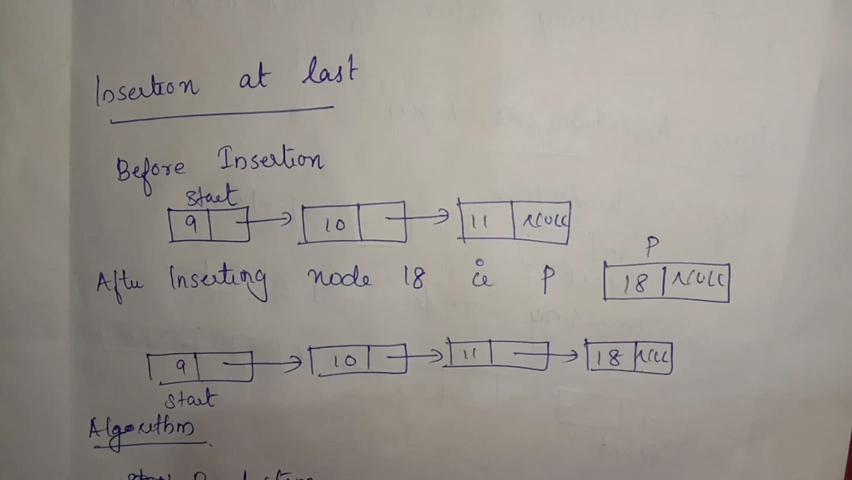 Insertion at last
Before Insertion
start
9 10 11 NULL
P
After Inserting node 18 ie P 18 NULL
9 10 11 18 NULL
start
Algorithm